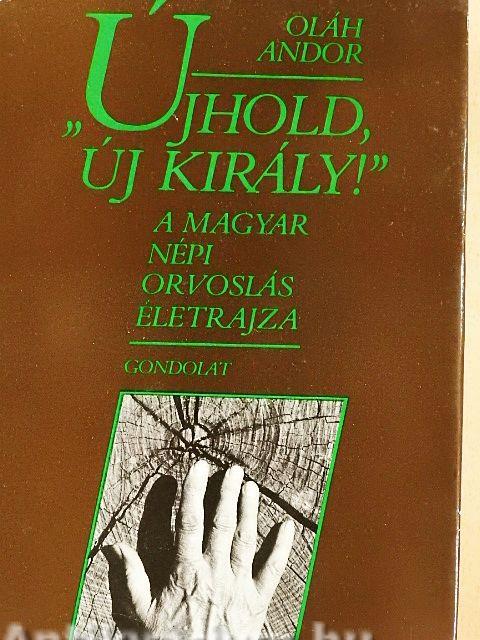 OLÁH
ANDOR
„ÚJHOLD,
ÚJ KIRÁLY!”
A MAGYAR
NÉPI
ORVOSLÁS
ÉLETRAJZA
GONDOLAT